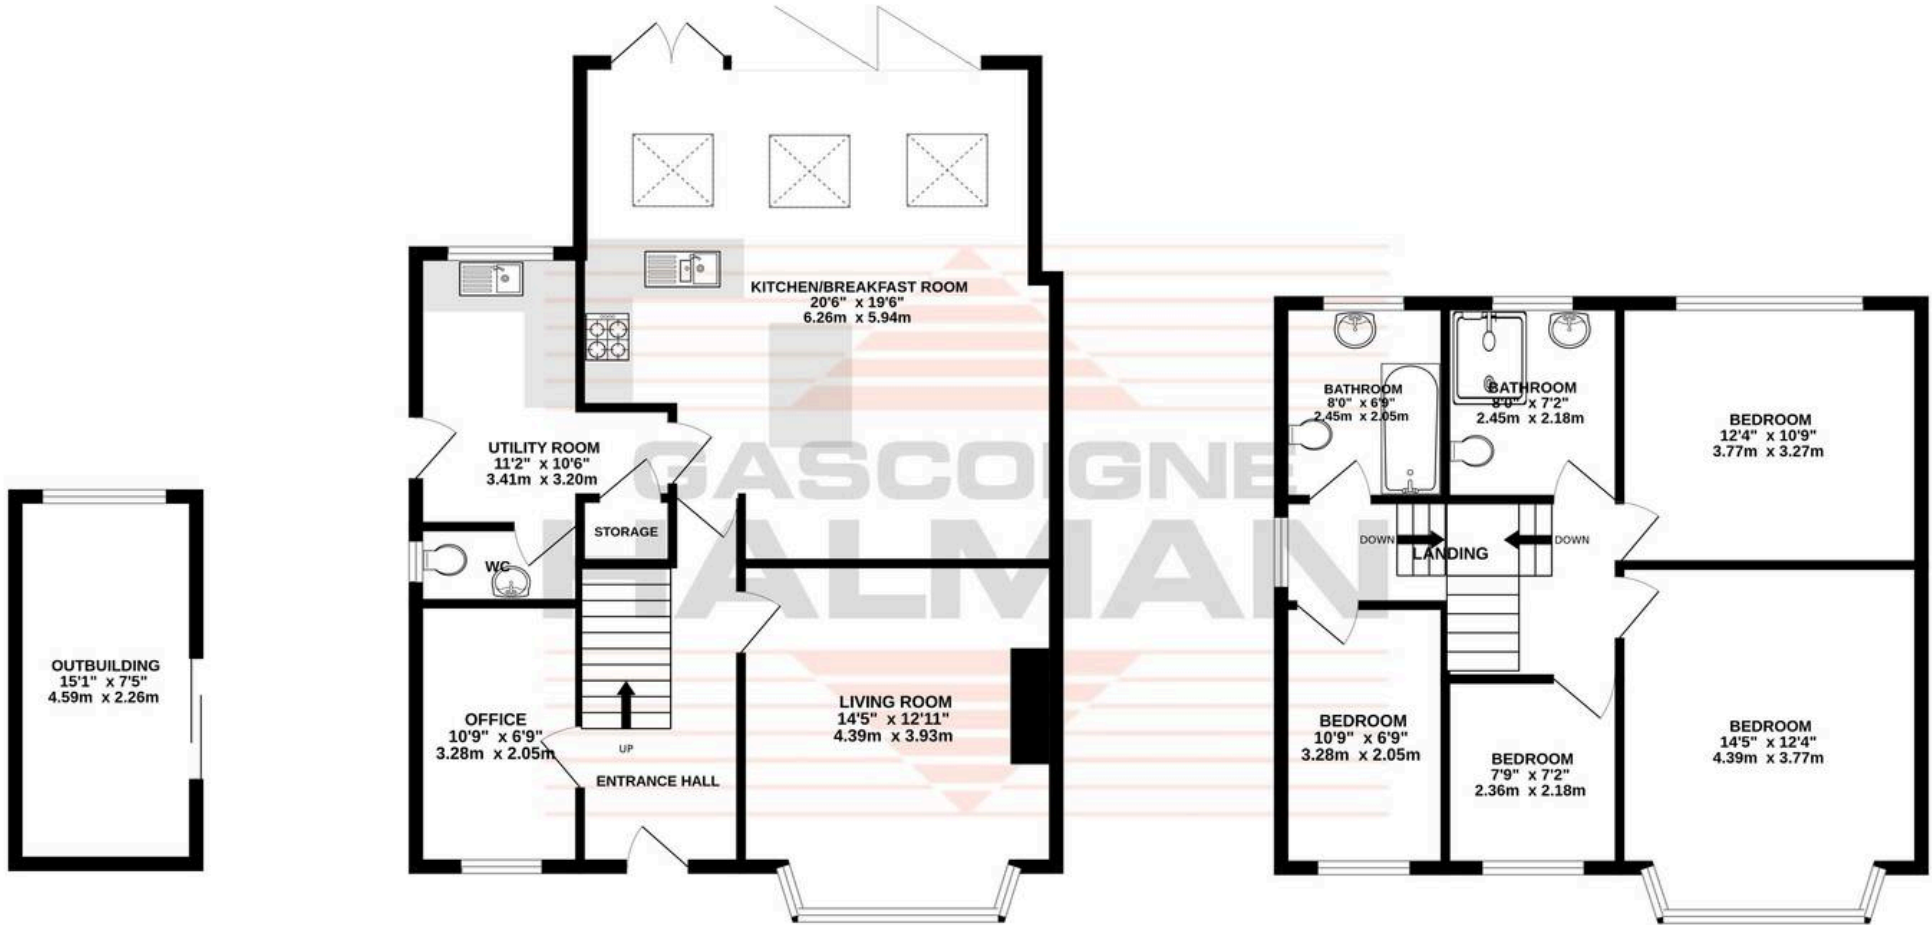 OUTBUILDING
15'1" x 7'5"
4.59m x 2.26m
KITCHEN/BREAKFAST ROOM
20'6" x 19'6"
6.26m x 5.94m
UTILITY ROOM
11'2" x 10'6"
3.41m x 3.20m
STORAGE
WC
OFFICE
10'9" x 6'9"
3.28m x 2.05m
UP
ENTRANCE HALL
LIVING ROOM
14'5" x 12'11"
4.39m x 3.93m
GASCOIGNE
HALMAN
BATHROOM
8'0" x 6'9"
2.45m x 2.05m
BATHROOM
8'0" x 7'2"
2.45m x 2.18m
BEDROOM
12'4" x 10'9"
3.77m x 3.27m
DOWN
LANDING
DOWN
BEDROOM
10'9" x 6'9"
3.28m x 2.05m
BEDROOM
7'9" x 7'2"
2.36m x 2.18m
BEDROOM
14'5" x 12'4"
4.39m x 3.77m